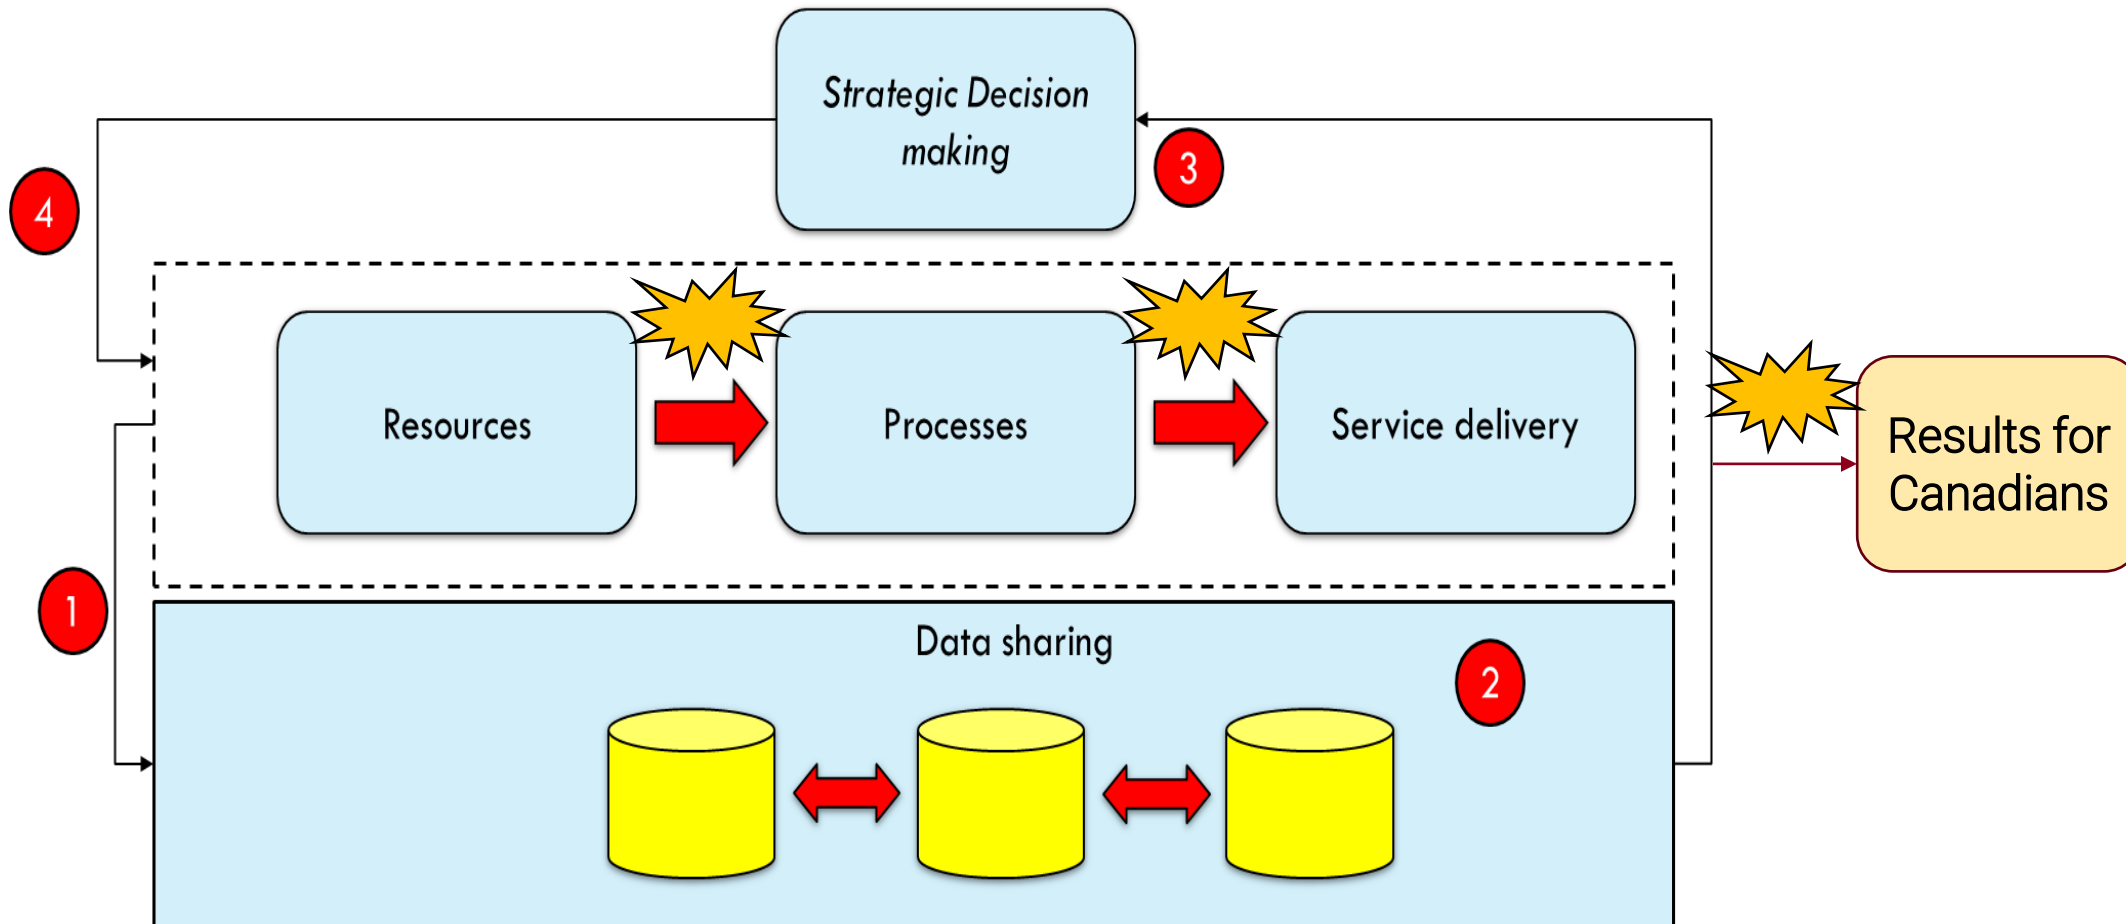 Strategic Decision
making
3
4
Resources
Processes
Service delivery
Results for
Canadians
1
Data sharing
2